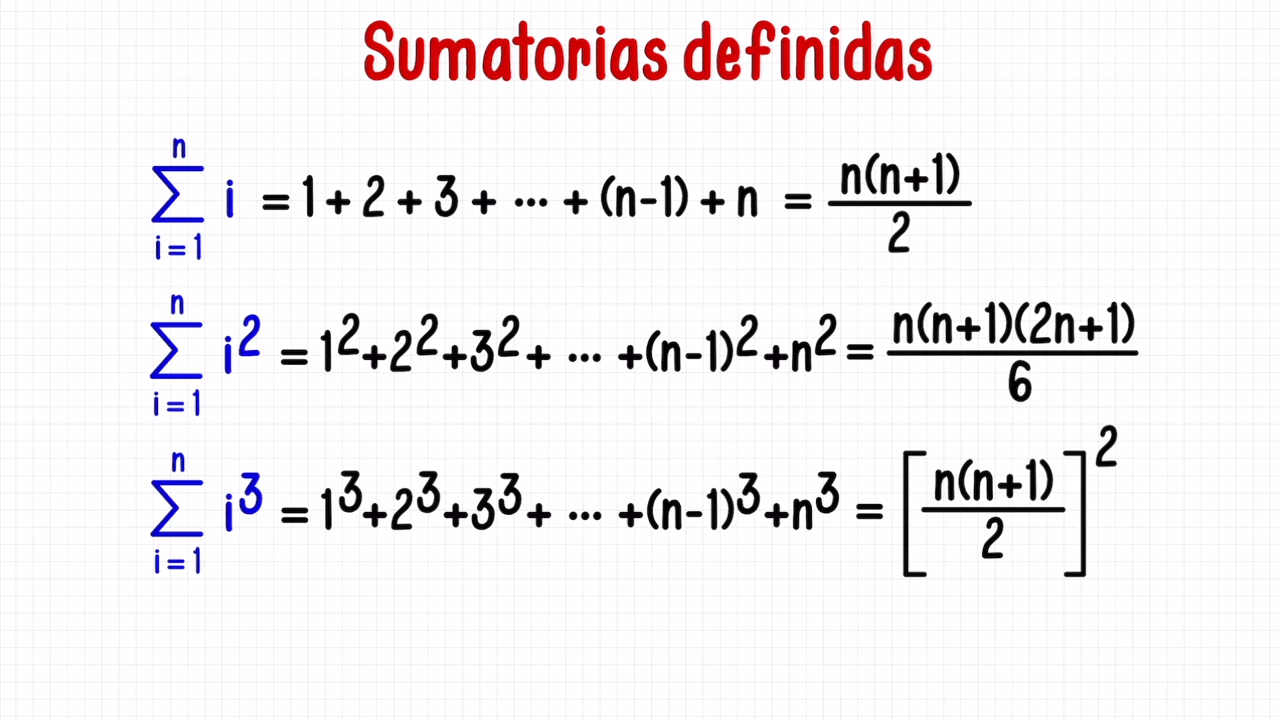 Sumatorias definidas
n
∑ i = 1 + 2 + 3 + ··· + (n-1) + n = n(n+1)/2
i = 1
n
∑ i² = 1²+2²+3²+ ··· +(n-1)²+n² = n(n+1)(2n+1)/6
i = 1
n
∑ i³ = 1³+2³+3³+ ··· +(n-1)³+n³ = [n(n+1)/2]²
i = 1